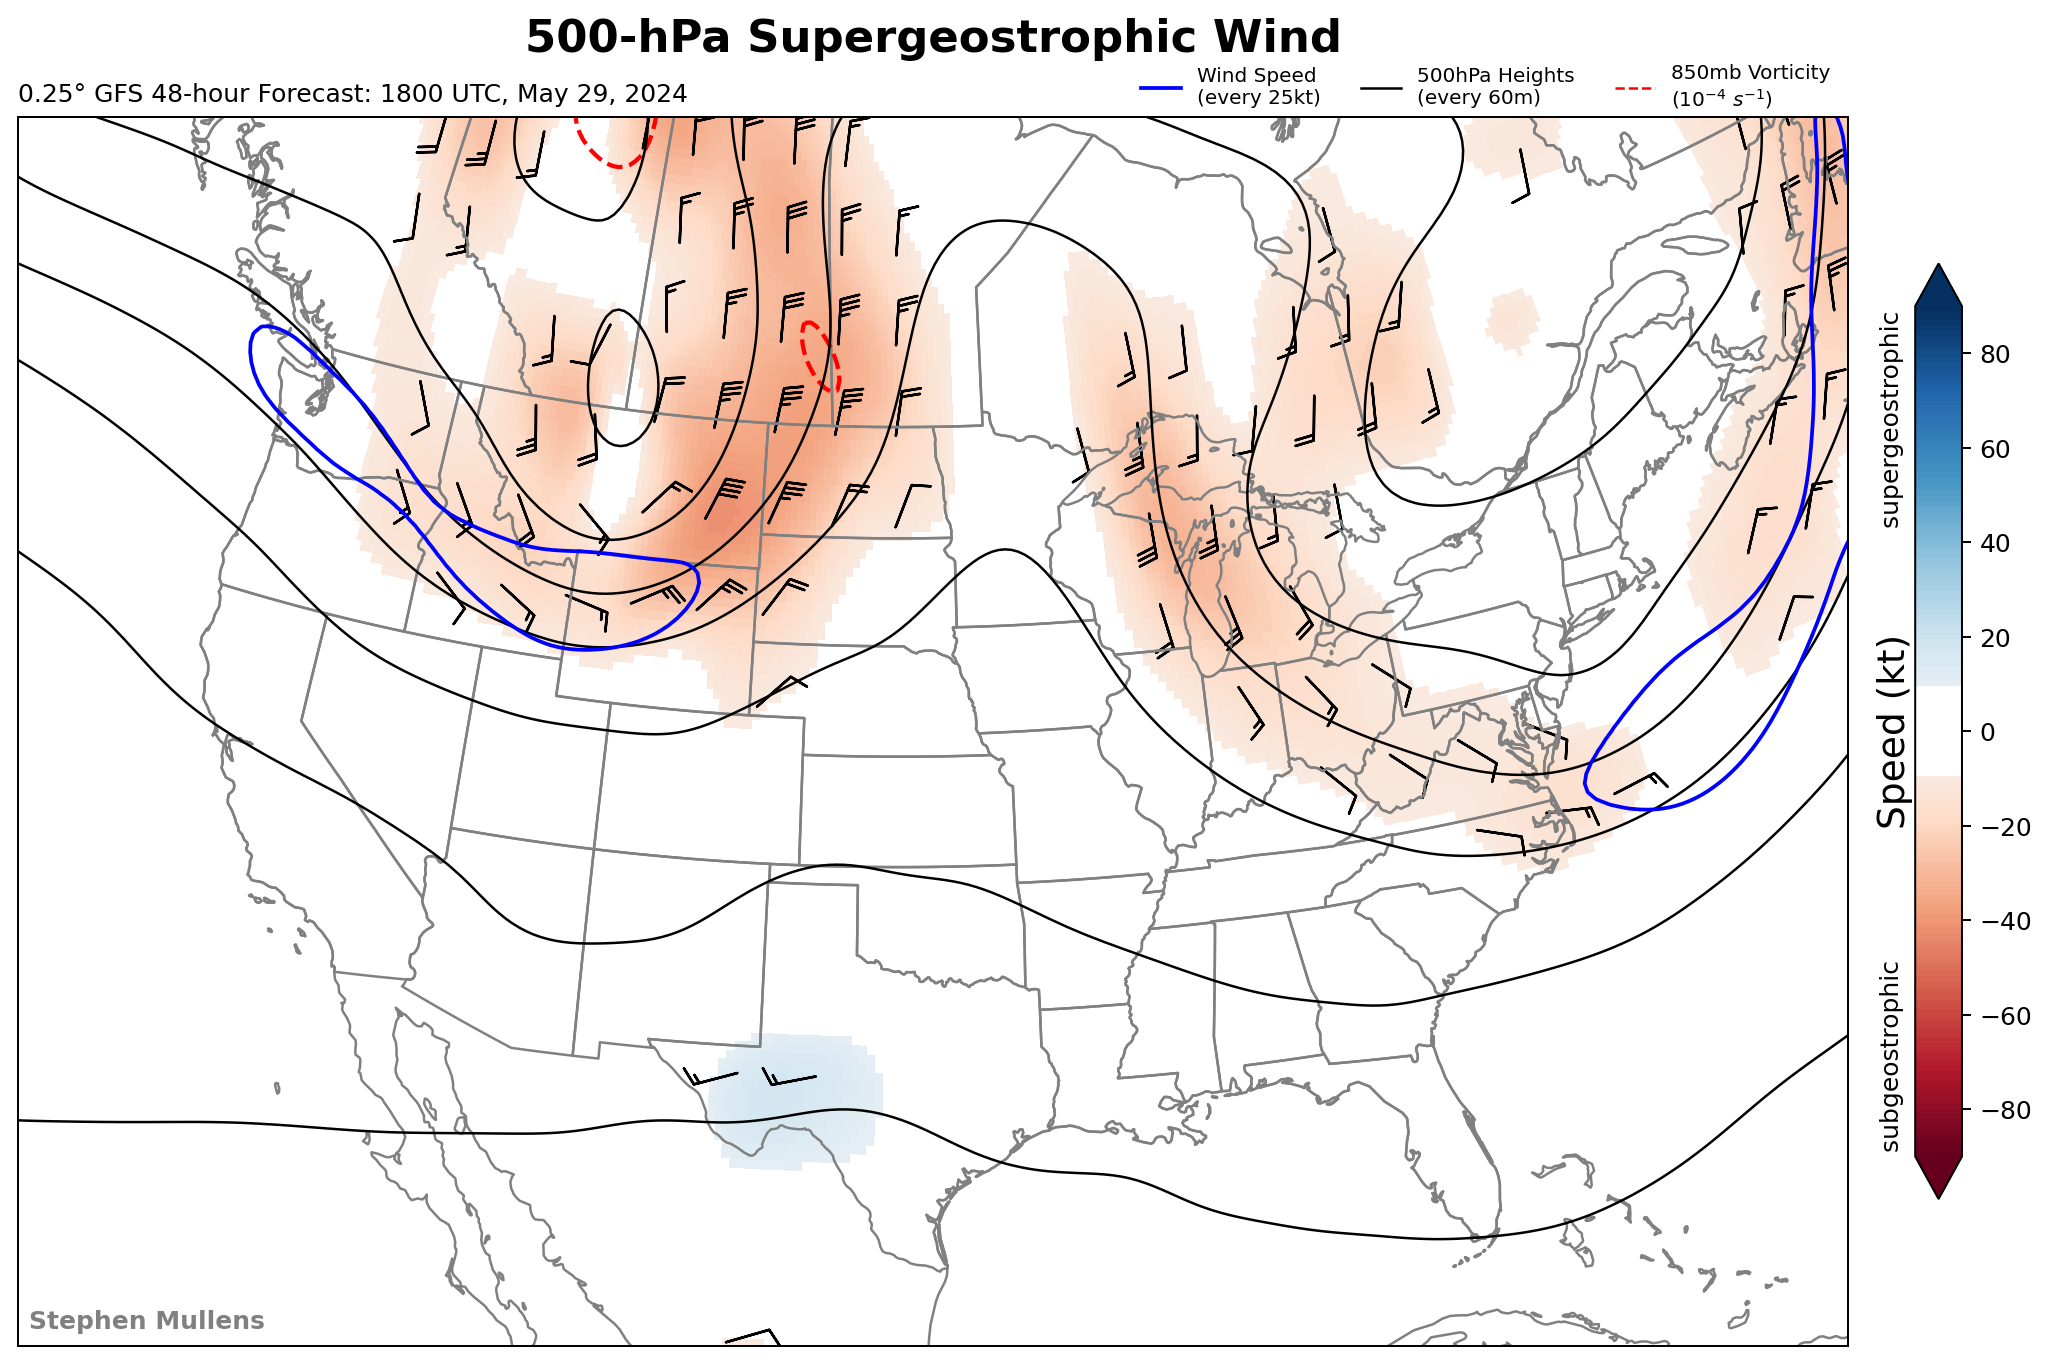 500-hPa Supergeostrophic Wind
0.25° GFS 48-hour Forecast: 1800 UTC, May 29, 2024
Wind Speed
(every 25kt)
500hPa Heights
(every 60m)
850mb Vorticity
(10⁻⁴ s⁻¹)
supergeostrophic
Speed (kt)
subgeostrophic
80
60
40
20
0
−20
−40
−60
−80
Stephen Mullens